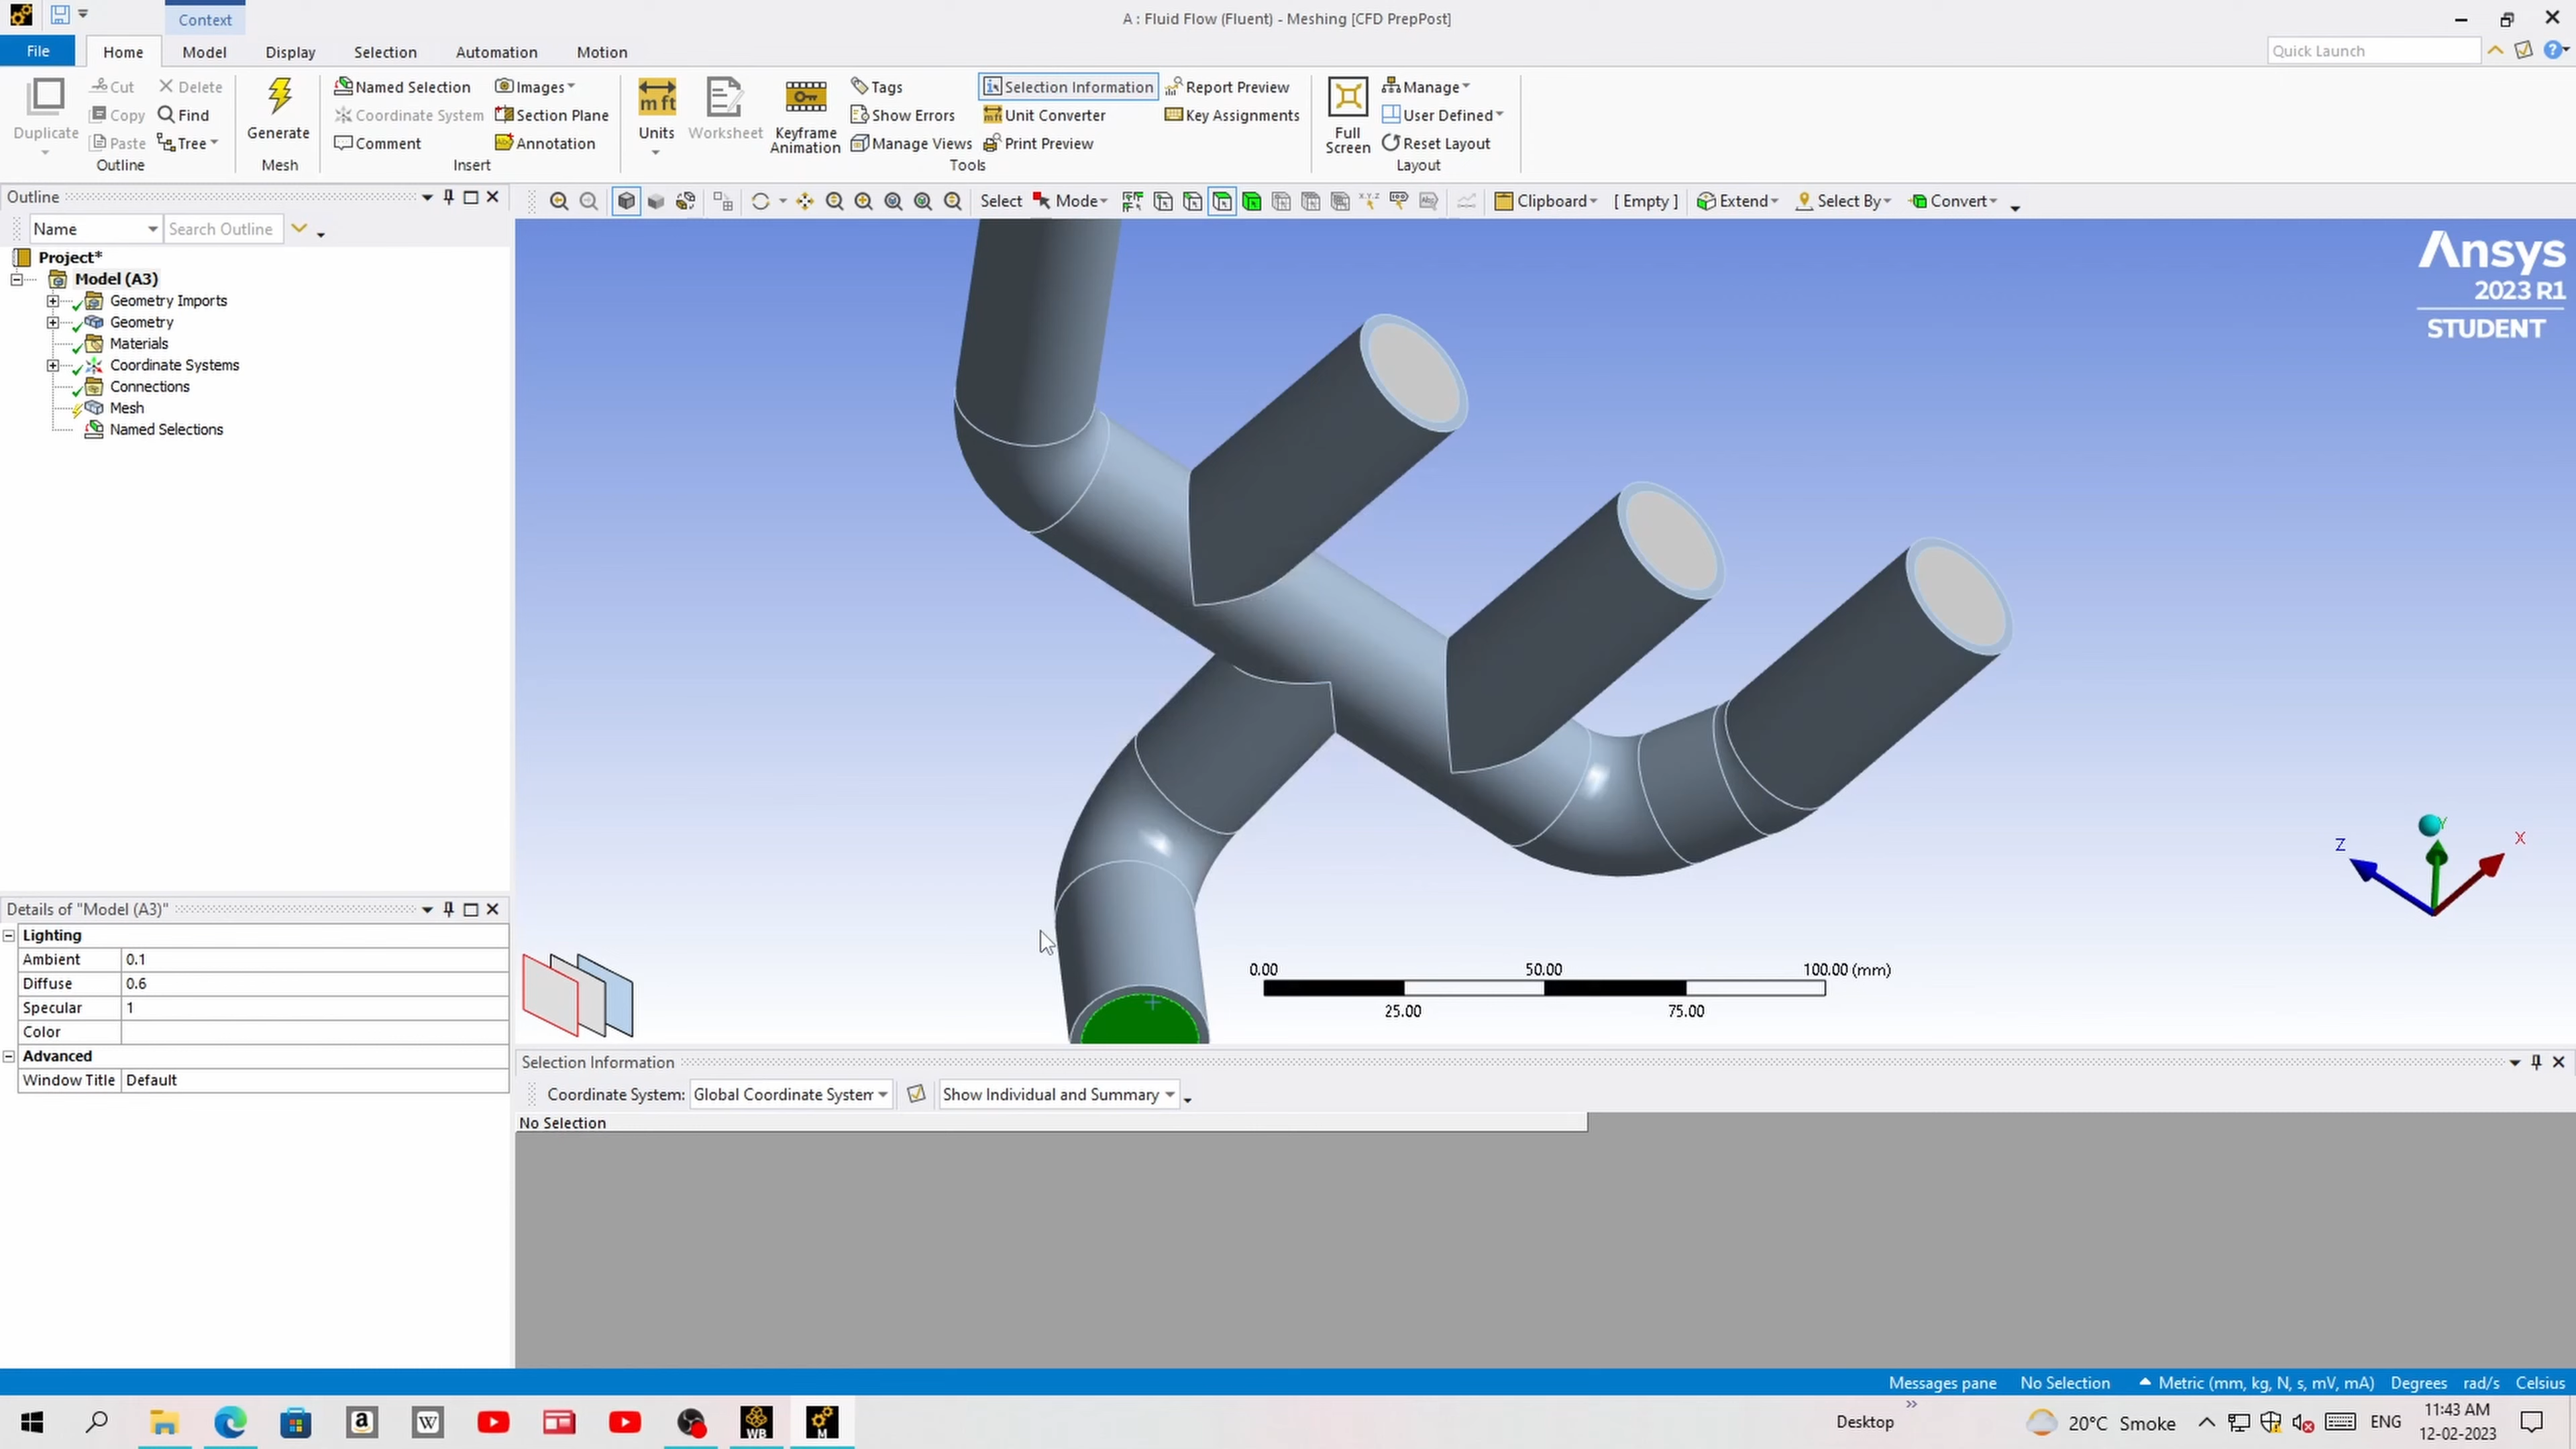 Context
A : Fluid Flow (Fluent) - Meshing [CFD PrepPost]
File Home Model Display Selection Automation Motion
Quick Launch
Duplicate Cut Delete
Copy Find
Paste Tree
Outline
Generate
Mesh
Named Selection Images
Coordinate System Section Plane
Comment Annotation
Insert
Units Worksheet Keyframe Animation
m ft
Tags Selection Information Report Preview
Show Errors Unit Converter Key Assignments
Manage Views Print Preview
Tools
Full Screen
Manage
User Defined
Reset Layout
Layout
Outline
Name Search Outline
Select Mode Clipboard [ Empty ] Extend Select By Convert
Project*
Model (A3)
Geometry Imports
Geometry
Materials
Coordinate Systems
Connections
Mesh
Named Selections
Ansys
2023 R1
STUDENT
Z Y X
0.00 50.00 100.00 (mm)
25.00 75.00
Details of "Model (A3)"
Lighting
Ambient 0.1
Diffuse 0.6
Specular 1
Color
Advanced
Window Title Default
Selection Information
Coordinate System: Global Coordinate System Show Individual and Summary
No Selection
Messages pane No Selection Metric (mm, kg, N, s, mV, mA) Degrees rad/s Celsius
a W WB M
Desktop 20°C Smoke ENG 11:43 AM
12-02-2023